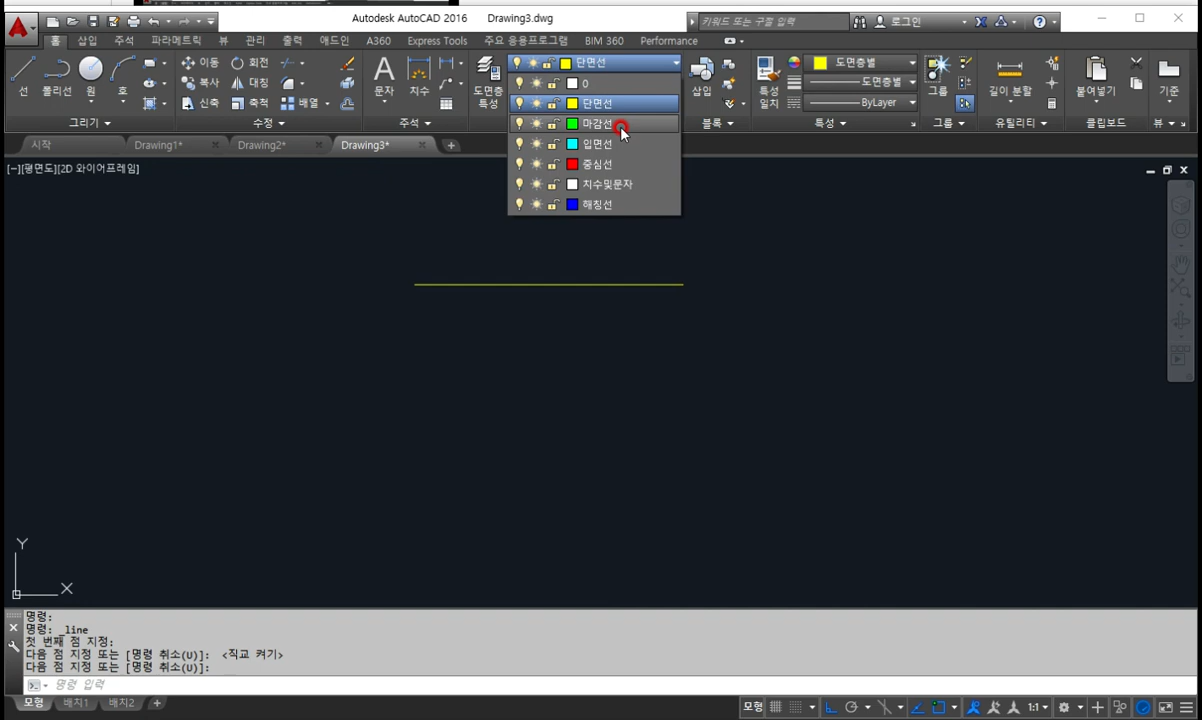 Autodesk AutoCAD 2016 Drawing3.dwg
키워드 또는 구절 입력
로그인
홈 삽입 주석 파라메트릭 뷰 관리 출력 애드인 A360 Express Tools 주요 응용프로그램 BIM 360 Performance
선 폴리선 원 호
이동 회전
복사 대칭
신축 축척 배열
문자 치수
도면층 특성
단면선
0
단면선
마감선
입면선
중심선
치수및문자
해칭선
삽입
특성 일치
도면층별
도면층별
ByLayer
그룹
길이 분할
붙여넣기
기준
그리기 수정 주석 블록 특성 그룹 유틸리티 클립보드 뷰
시작 Drawing1* Drawing2* Drawing3*
[−][평면도][2D 와이어프레임]
Y
X
명령:
명령: _line
첫 번째 점 지정:
다음 점 지정 또는 [명령 취소(U)]: <직교 켜기>
다음 점 지정 또는 [명령 취소(U)]:
명령 입력
모형 배치1 배치2 +
모형 1:1